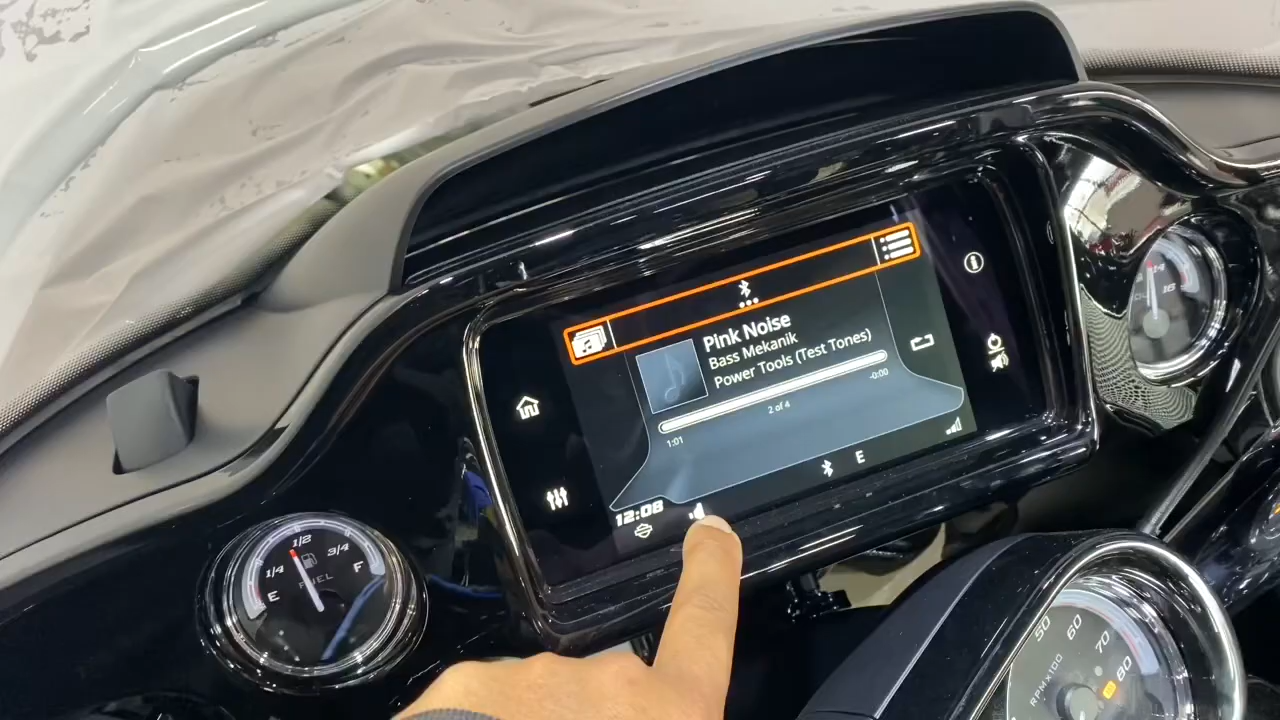 Pink Noise
Bass Mekanik
Power Tools (Test Tones)
-0:00
2 of 4
1:01
E
12:08
E 1/4 1/2 3/4 F
FUEL
50 60 70 80
RPMX100